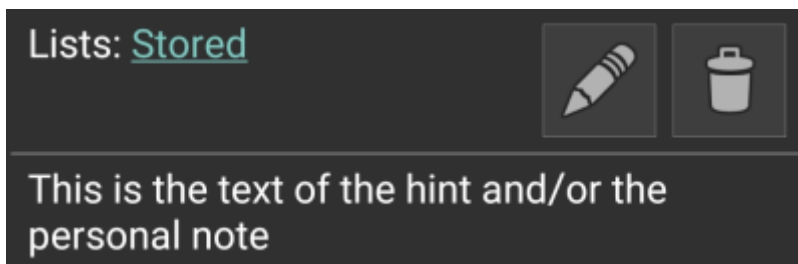 Lists: Stored
This is the text of the hint and/or the
personal note